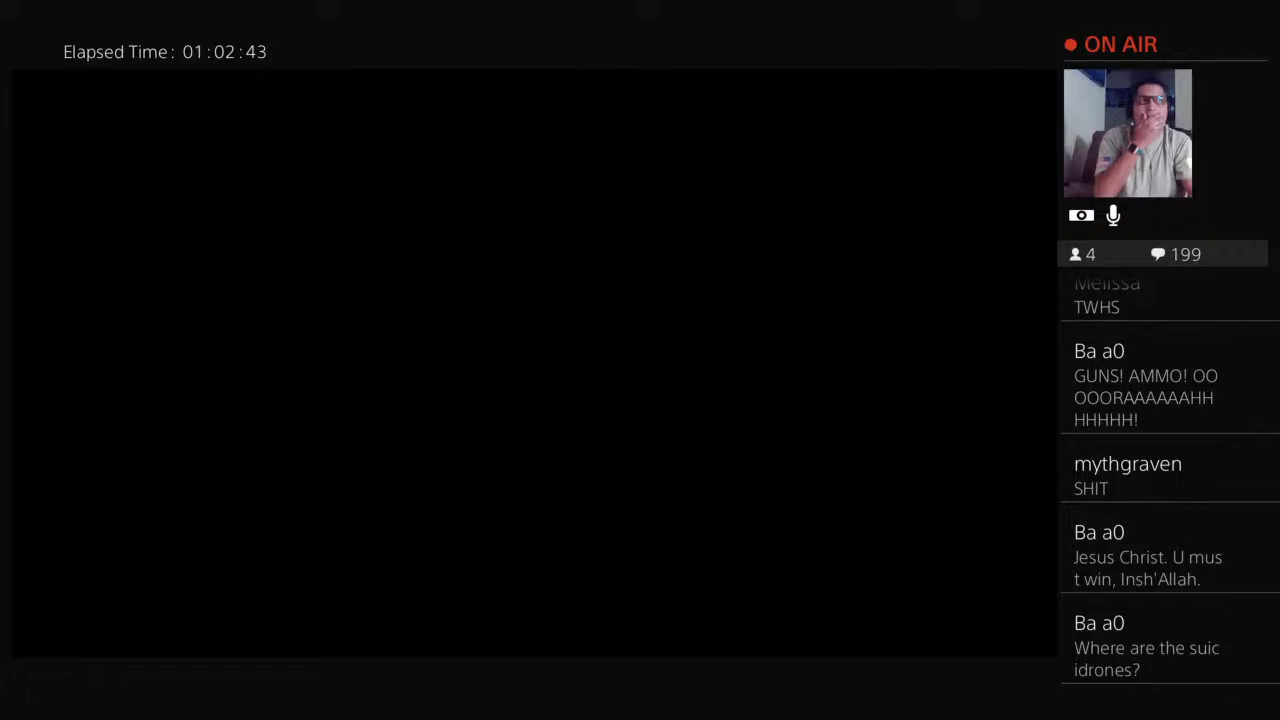 Elapsed Time: 01:02:43
ON AIR
4 199
Melissa
TWHS
Ba a0
GUNS! AMMO! OO
OOORAAAAAAHH
HHHHH!
mythgraven
SHIT
Ba a0
Jesus Christ. U mus
t win, Insh'Allah.
Ba a0
Where are the suic
idrones?